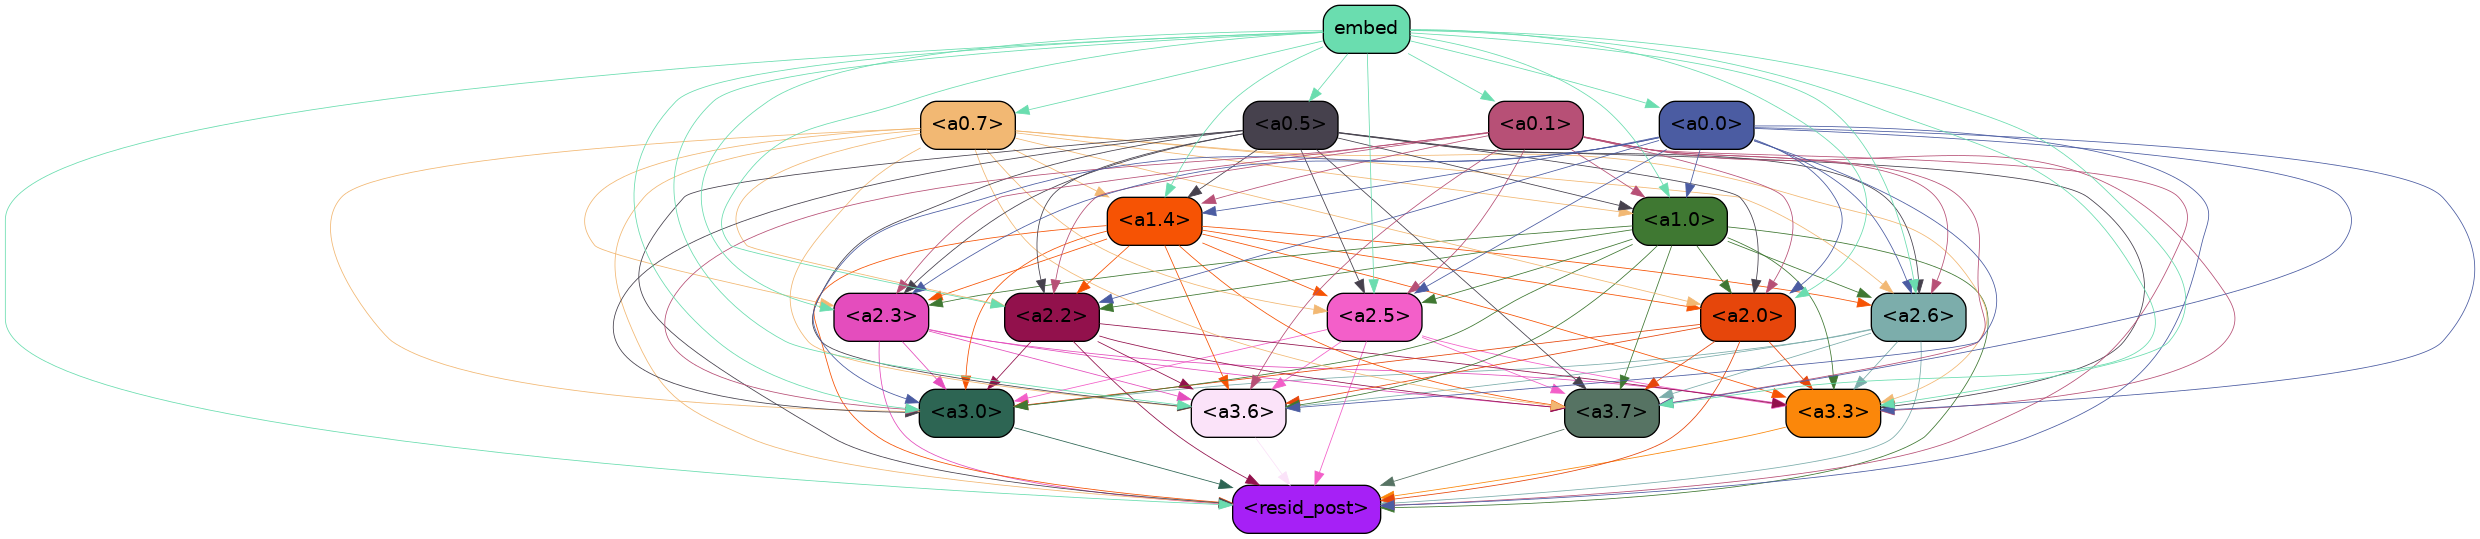 embed
<a0.7>
<a0.5>
<a0.1>
<a0.0>
<a1.4>
<a1.0>
<a2.3>
<a2.2>
<a2.5>
<a2.0>
<a2.6>
<a3.0>
<a3.6>
<a3.7>
<a3.3>
<resid_post>